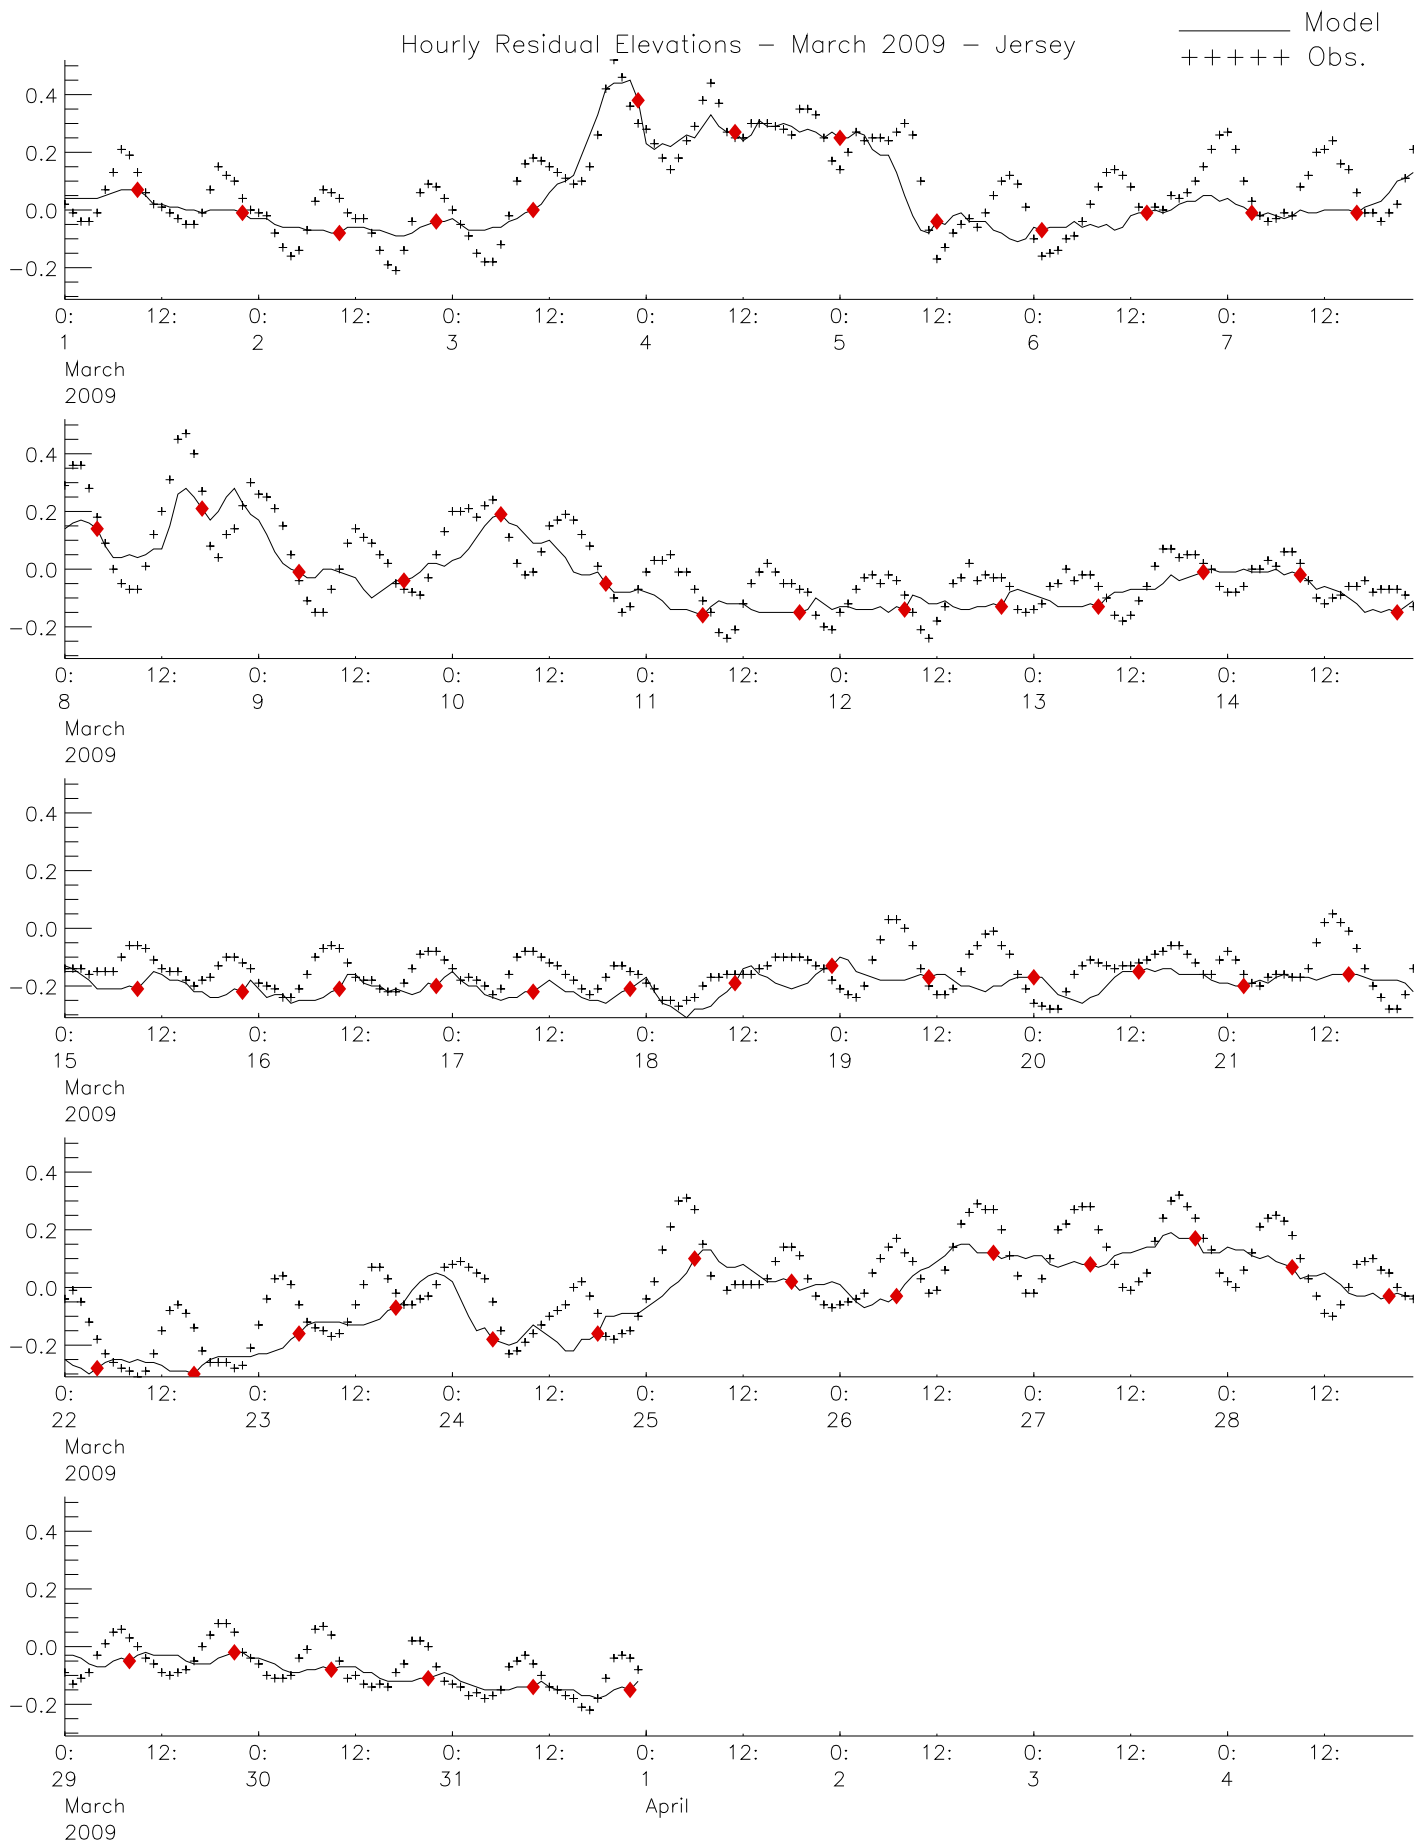 Hourly Residual Elevations – March 2009 – Jersey
Model
+++++ Obs.
0.4
0.2
0.0
−0.2
0: 12: 0: 12: 0: 12: 0: 12: 0: 12: 0: 12: 0: 12:
1 2 3 4 5 6 7
March
2009
0.4
0.2
0.0
−0.2
0: 12: 0: 12: 0: 12: 0: 12: 0: 12: 0: 12: 0: 12:
8 9 10 11 12 13 14
March
2009
0.4
0.2
0.0
−0.2
0: 12: 0: 12: 0: 12: 0: 12: 0: 12: 0: 12: 0: 12:
15 16 17 18 19 20 21
March
2009
0.4
0.2
0.0
−0.2
0: 12: 0: 12: 0: 12: 0: 12: 0: 12: 0: 12: 0: 12:
22 23 24 25 26 27 28
March
2009
0.4
0.2
0.0
−0.2
0: 12: 0: 12: 0: 12: 0: 12: 0: 12: 0: 12: 0: 12:
29 30 31 1 2 3 4
March April
2009